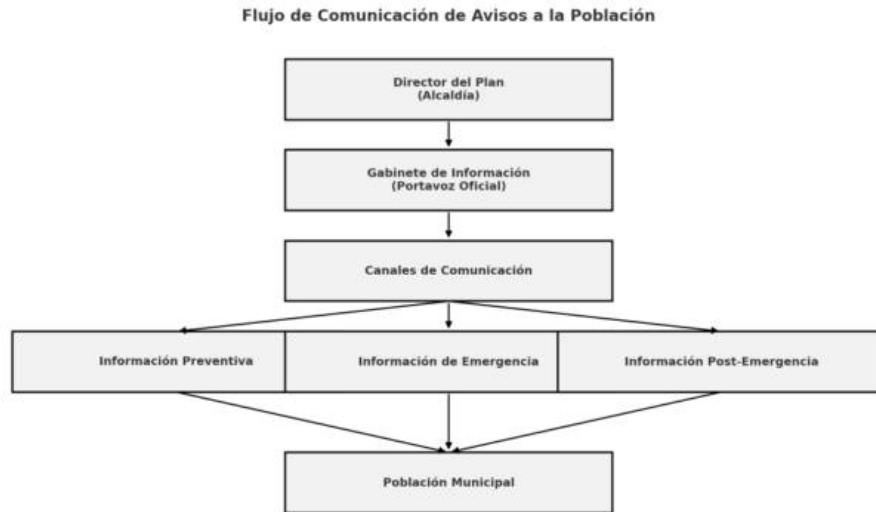 Flujo de Comunicación de Avisos a la Población
Director del Plan
(Alcaldía)
Gabinete de Información
(Portavoz Oficial)
Canales de Comunicación
Información Preventiva
Información de Emergencia
Información Post-Emergencia
Población Municipal